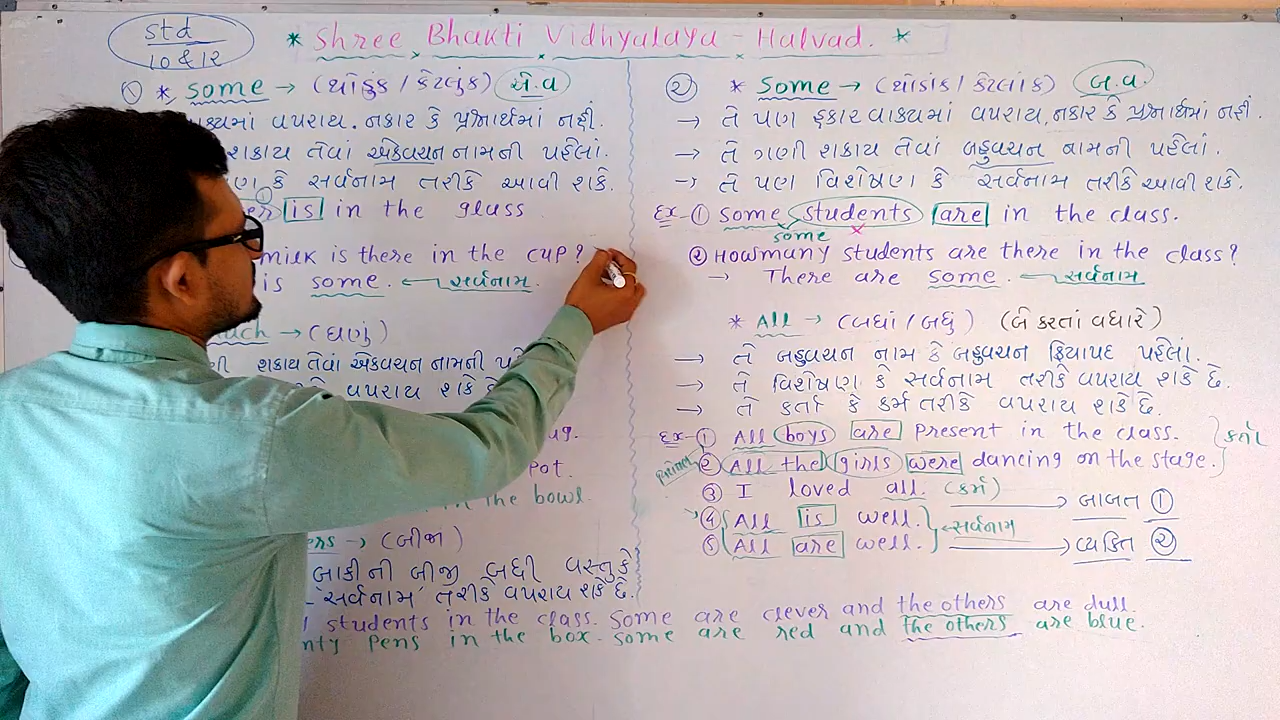 std
10 & 12
* Shree Bhakti Vidhyalaya - Halvad. *
① * Some → (થોડુંક / કેટલુંક) એ.વ
વાક્યમાં વપરાય. નકાર કે પ્રશ્નાર્થમાં નહીં.
શકાય તેવાં એકવચન નામની પહેલાં.
કે સર્વનામ તરીકે આવી શકે.
is in the glass
milk is there in the cup?
is some. ← સર્વનામ.
→ (ઘણું)
શકાય તેવાં એકવચન નામની
વપરાય શકે
in the bowl.
→ (બીજા)
બાકીની બીજી બધી વસ્તુ કે
સર્વનામ તરીકે વપરાય શકે છે.
students in the class. Some are clever and the others are dull.
Pens in the box. Some are red and the others are blue.
② * Some → (થોડાંક / કેટલાંક) બ.વ
→ તે પણ હકાર વાક્યમાં વપરાય, નકાર કે પ્રશ્નાર્થમાં નહીં.
→ તે ગણી શકાય તેવાં બહુવચન નામની પહેલાં.
→ તે પણ વિશેષણ કે સર્વનામ તરીકે આવી શકે.
Ex-① Some students are in the class.
some ×
② How many students are there in the class?
→ There are some. ← સર્વનામ
* All → (બધાં / બધું) (બે કરતાં વધારે)
→ તે બહુવચન નામ કે બહુવચન ક્રિયાપદ પહેલાં.
→ તે વિશેષણ કે સર્વનામ તરીકે વપરાય શકે છે.
→ તે કર્તા કે કર્મ તરીકે વપરાય શકે છે.
Ex-① All boys are Present in the class.
② All the girls were dancing on the stage. } કર્તા
③ I loved all. (કર્મ)
④ All is well. → બાબત ①
← સર્વનામ
⑤ All are well. → વ્યક્તિ ②